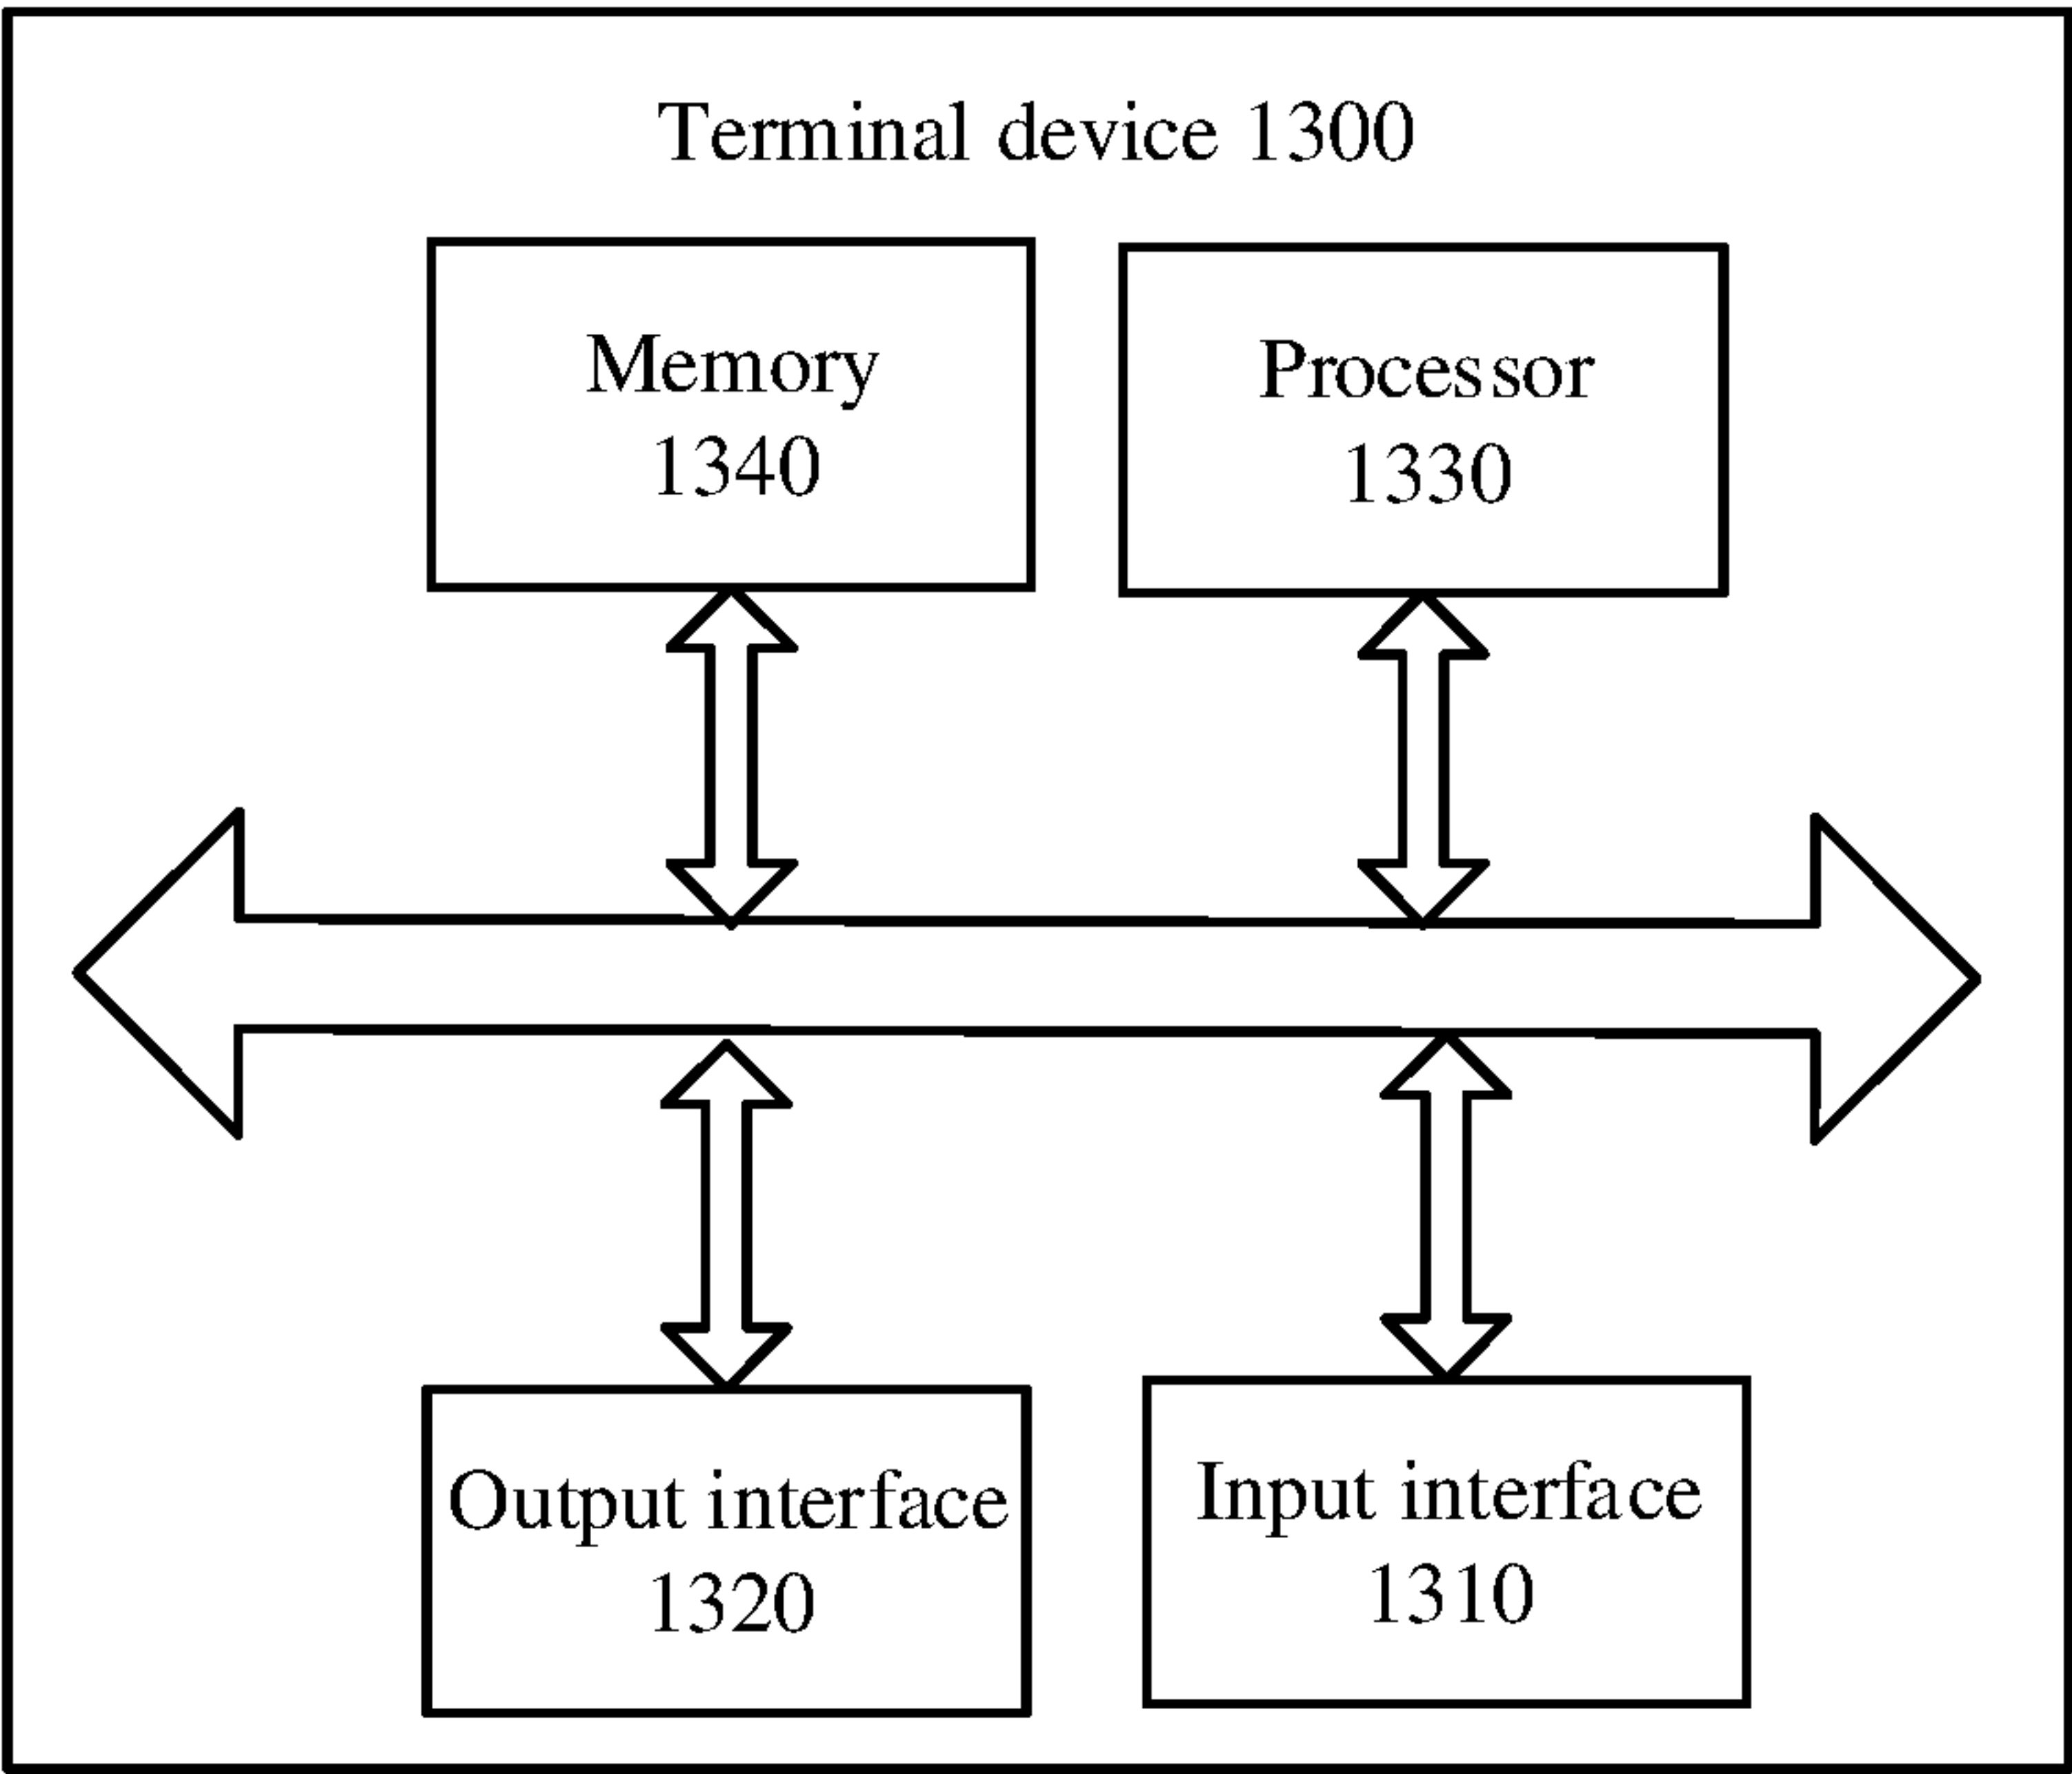 Terminal device 1300
Memory
1340
Processor
1330
Output interface
1320
Input interface
1310